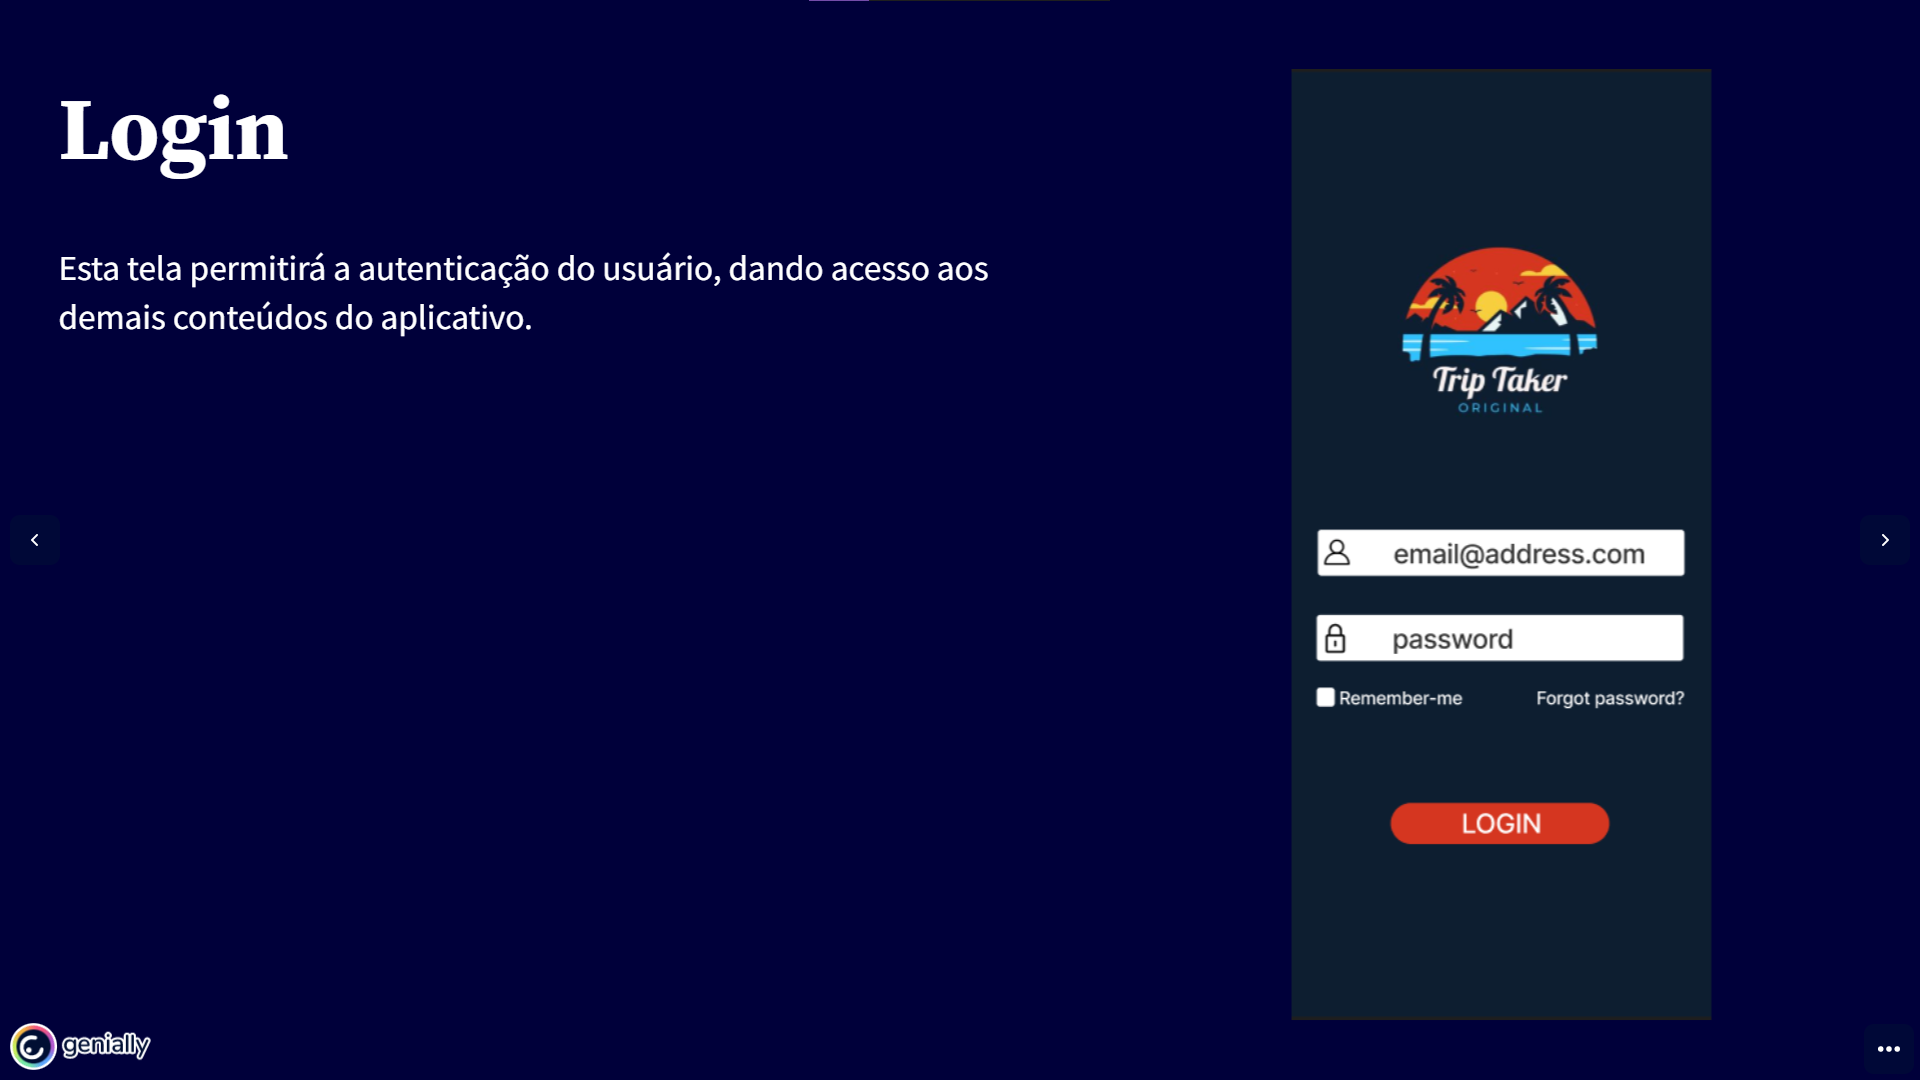 Login
Esta tela permitirá a autenticação do usuário, dando acesso aos
demais conteúdos do aplicativo.
Trip Taker
ORIGINAL
email@address.com
password
Remember-me
Forgot password?
LOGIN
genially